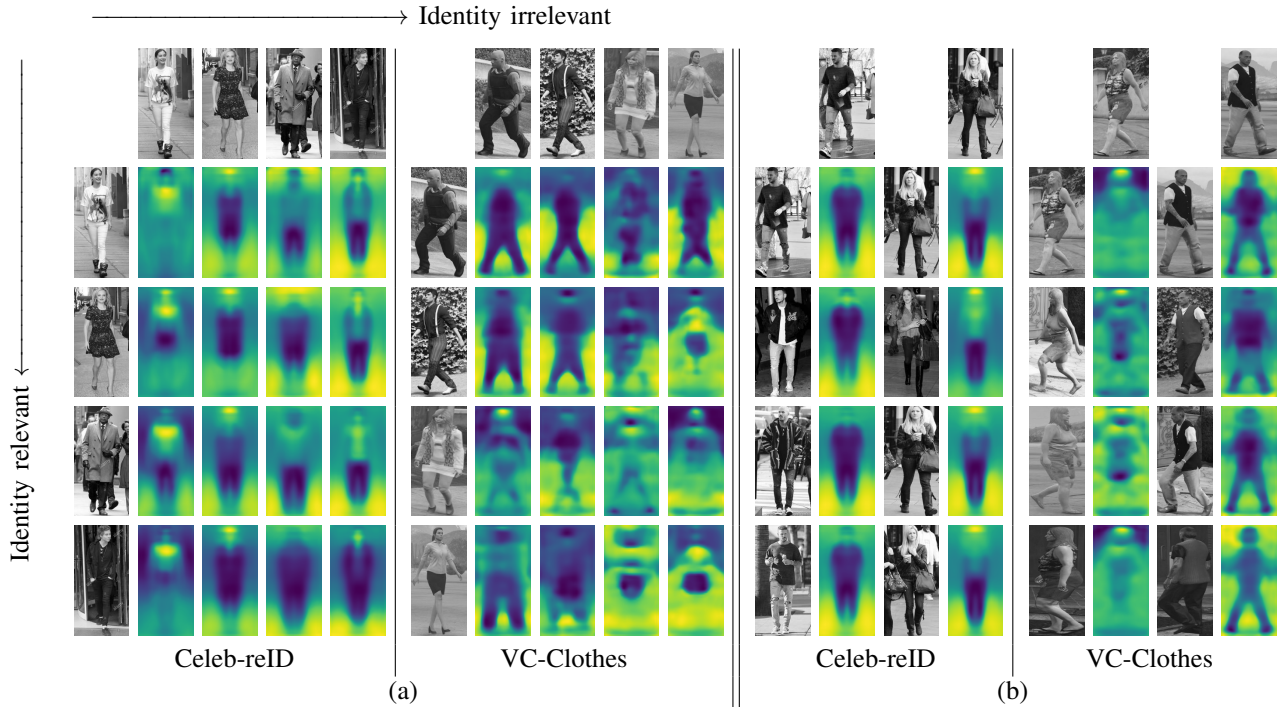 Identity irrelevant
Identity relevant
Celeb-reID
VC-Clothes
Celeb-reID
VC-Clothes
(a)
(b)